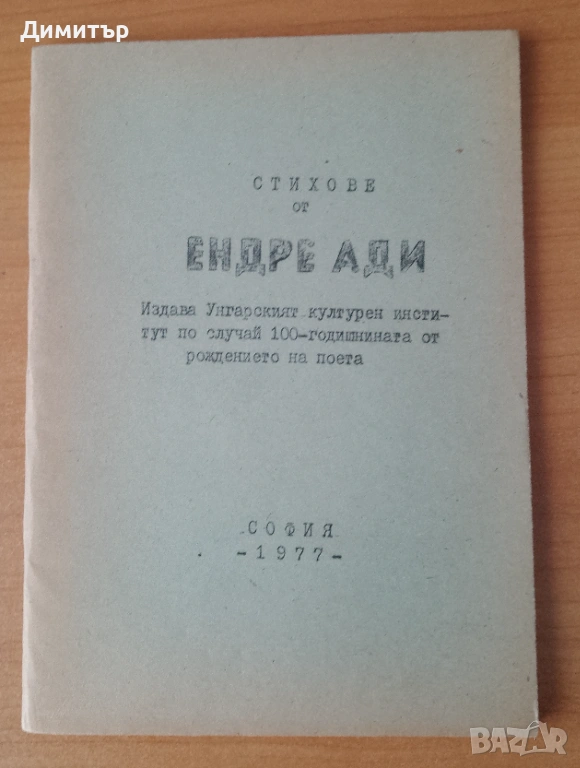 Димитър
СТИХОВЕ
от
ЕНДРЕ АДИ
Издава Унгарският културен инсти-
тут по случай 100-годишнината от
рождението на поета
СОФИЯ
-1977-
BAZAR